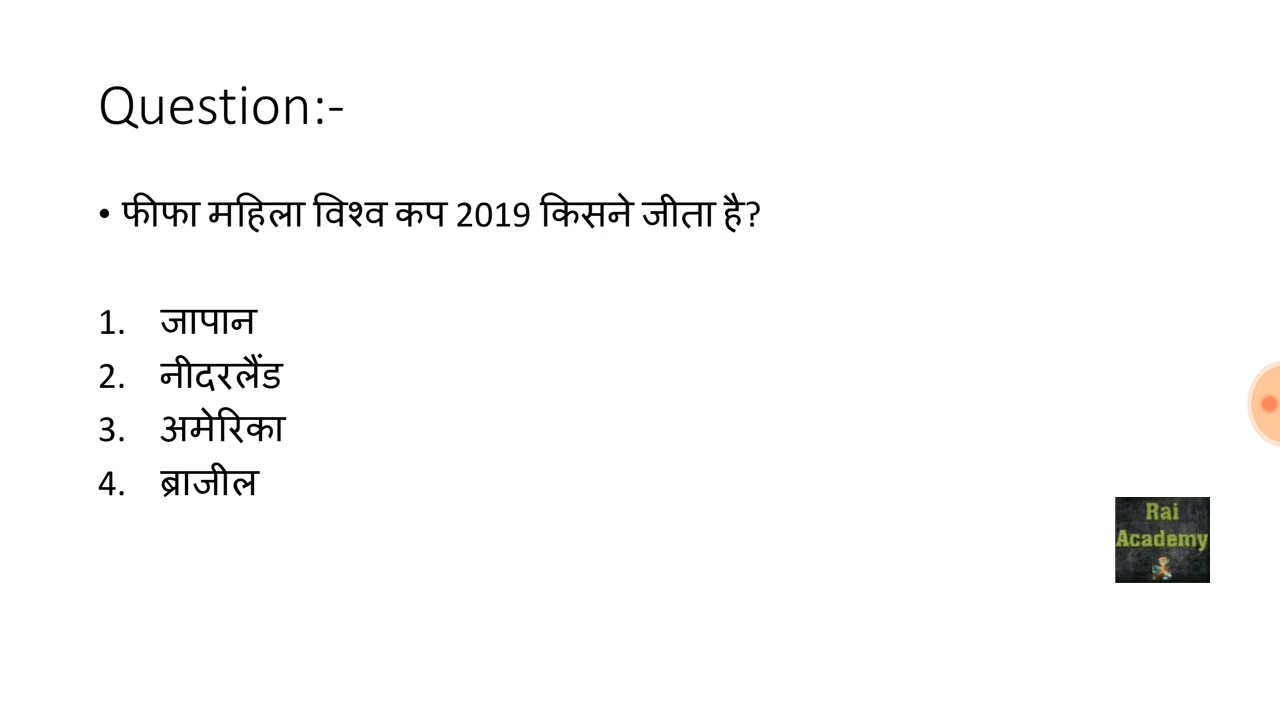 Question:-
• फीफा महिला विश्व कप 2019 किसने जीता है?
1. जापान
2. नीदरलैंड
3. अमेरिका
4. ब्राजील
Rai
Academy